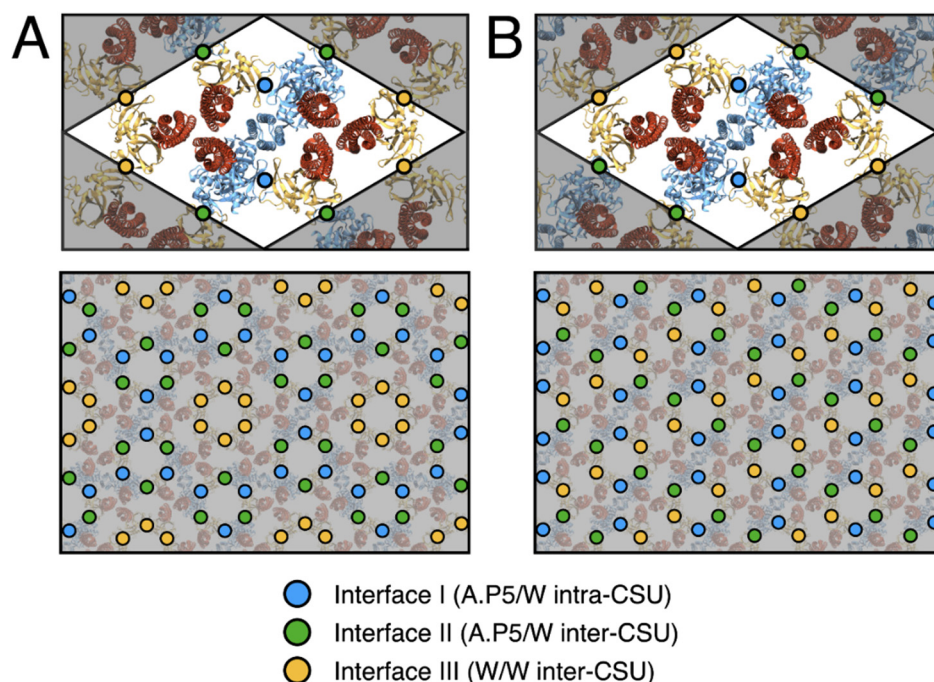 A
B
Interface I (A.P5/W intra-CSU)
Interface II (A.P5/W inter-CSU)
Interface III (W/W inter-CSU)